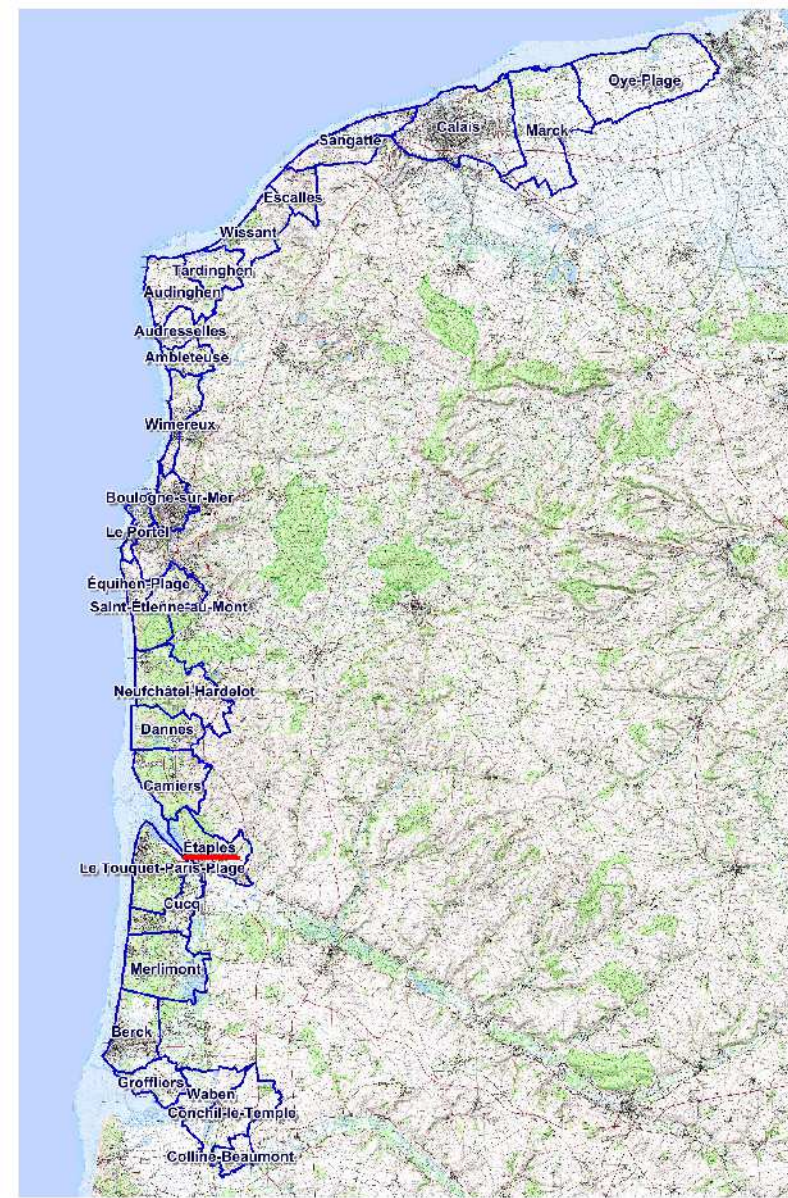 Oye-Plage
Calais
Marck
Sangatte
Escalles
Wissant
Tardinghen
Audinghen
Audresselles
Ambleteuse
Wimereux
Boulogne-sur-Mer
Le Portel
Équihen-Plage
Saint-Étienne-au-Mont
Neufchâtel-Hardelot
Dannes
Camiers
Étaples
Le Touquet-Paris-Plage
Cucq
Merlimont
Berck
Groffliers
Waben
Conchil-le-Temple
Colline-Beaumont